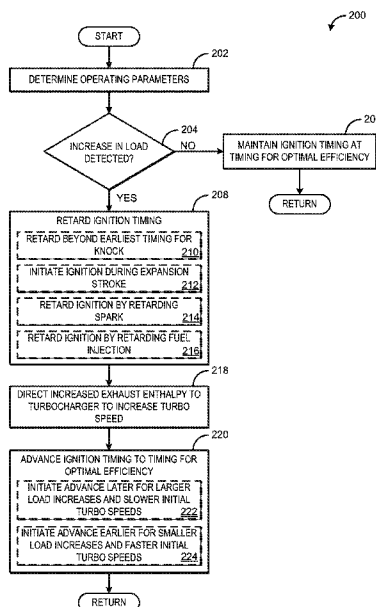 200
START
202
DETERMINE OPERATING PARAMETERS
204
INCREASE IN LOAD
DETECTED?
NO
YES
20
MAINTAIN IGNITION TIMING AT
TIMING FOR OPTIMAL EFFICIENCY
RETURN
208
RETARD IGNITION TIMING
RETARD BEYOND EARLIEST TIMING FOR
KNOCK 210
INITIATE IGNITION DURING EXPANSION
STROKE 212
RETARD IGNITION BY RETARDING
SPARK 214
RETARD IGNITION BY RETARDING FUEL
INJECTION 216
218
DIRECT INCREASED EXHAUST ENTHALPY TO
TURBOCHARGER TO INCREASE TURBO
SPEED
220
ADVANCE IGNITION TIMING TO TIMING FOR
OPTIMAL EFFICIENCY
INITIATE ADVANCE LATER FOR LARGER
LOAD INCREASES AND SLOWER INITIAL
TURBO SPEEDS 222
INITIATE ADVANCE EARLIER FOR SMALLER
LOAD INCREASES AND FASTER INITIAL
TURBO SPEEDS 224
RETURN